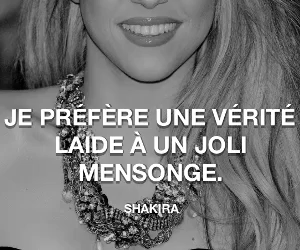 JE PRÉFÈRE UNE VÉRITÉ
LAIDE À UN JOLI
MENSONGE.
SHAKIRA